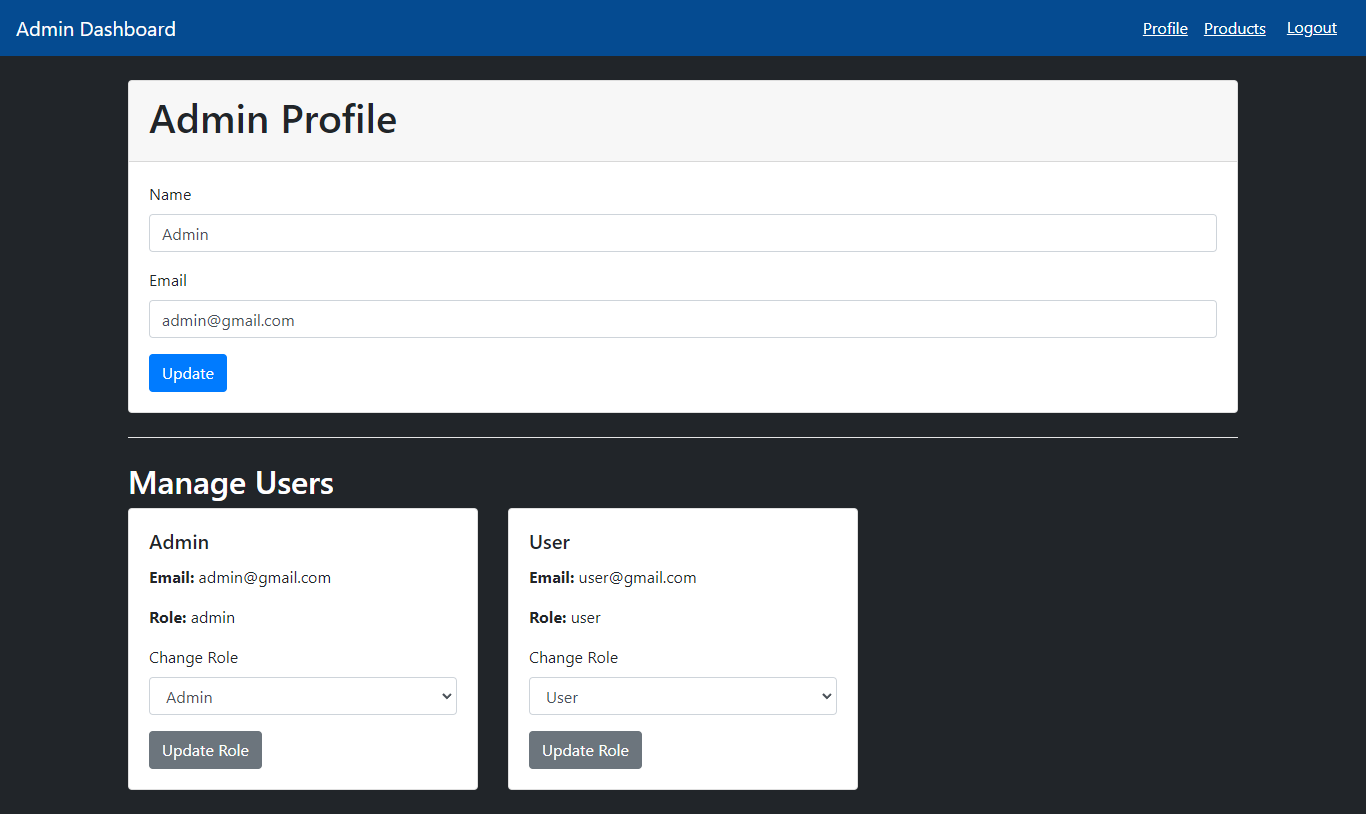 Admin Dashboard Profile Products Logout
Admin Profile
Name
Admin
Email
admin@gmail.com
Update
Manage Users
Admin
Email: admin@gmail.com
Role: admin
Change Role
Admin
Update Role
User
Email: user@gmail.com
Role: user
Change Role
User
Update Role